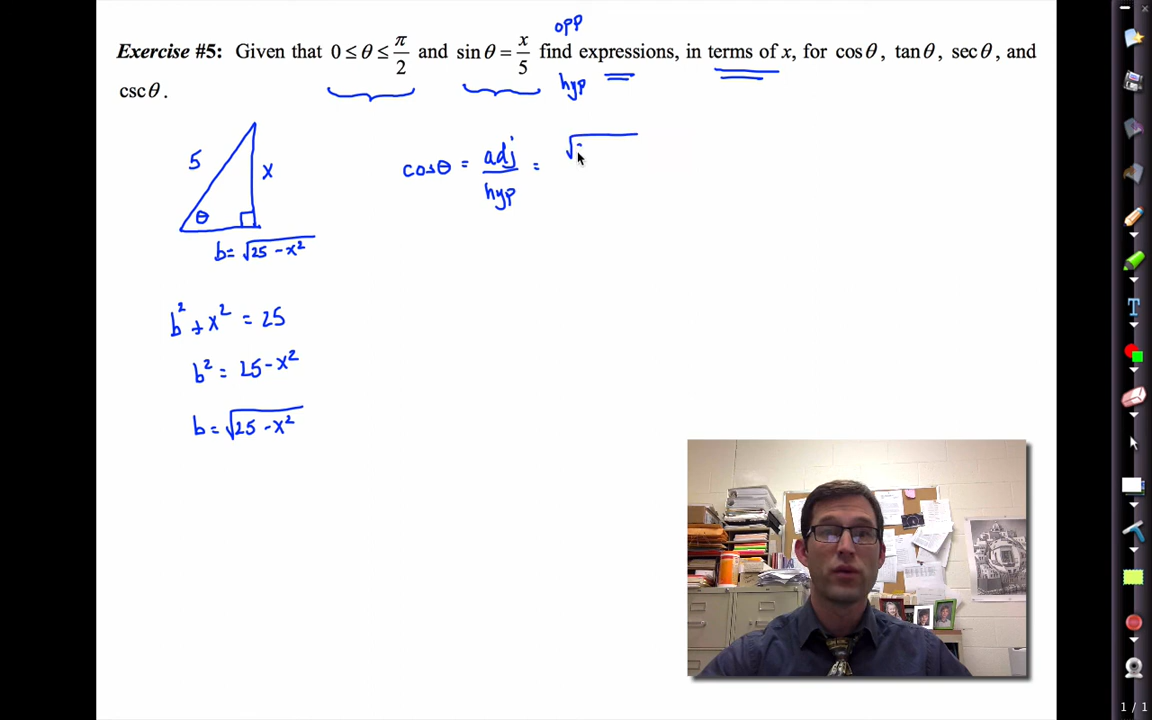 opp
Exercise #5: Given that 0 ≤ θ ≤ π/2 and sin θ = x/5 find expressions, in terms of x, for cos θ, tan θ, sec θ, and
hyp
csc θ.
5
x
θ
cosθ = adj/hyp = √
b = √25 - x²
b² + x² = 25
b² = 25 - x²
b = √25 - x²
T
1 / 1